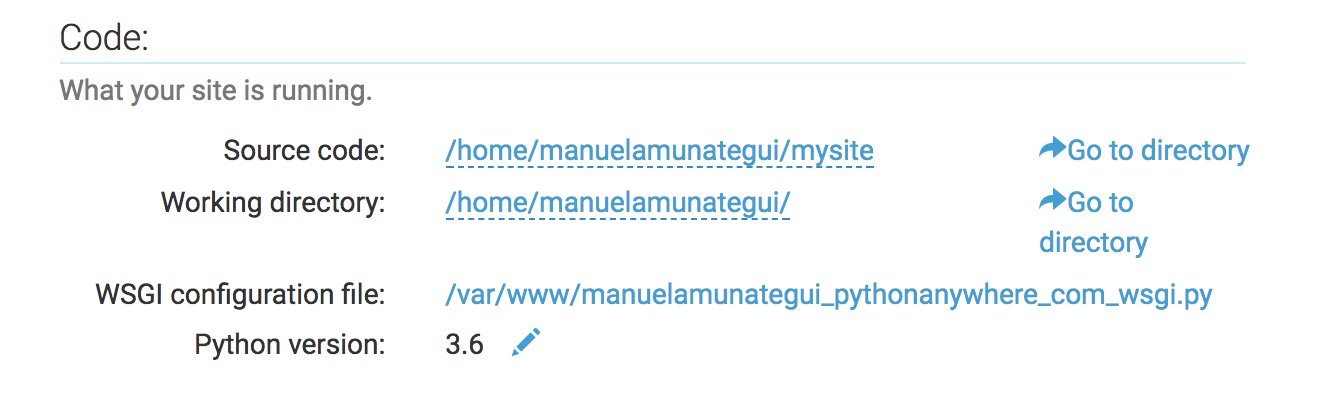 Code:
What your site is running.
Source code: /home/manuelamunategui/mysite Go to directory
Working directory: /home/manuelamunategui/ Go to
directory
WSGI configuration file: /var/www/manuelamunategui_pythonanywhere_com_wsgi.py
Python version: 3.6